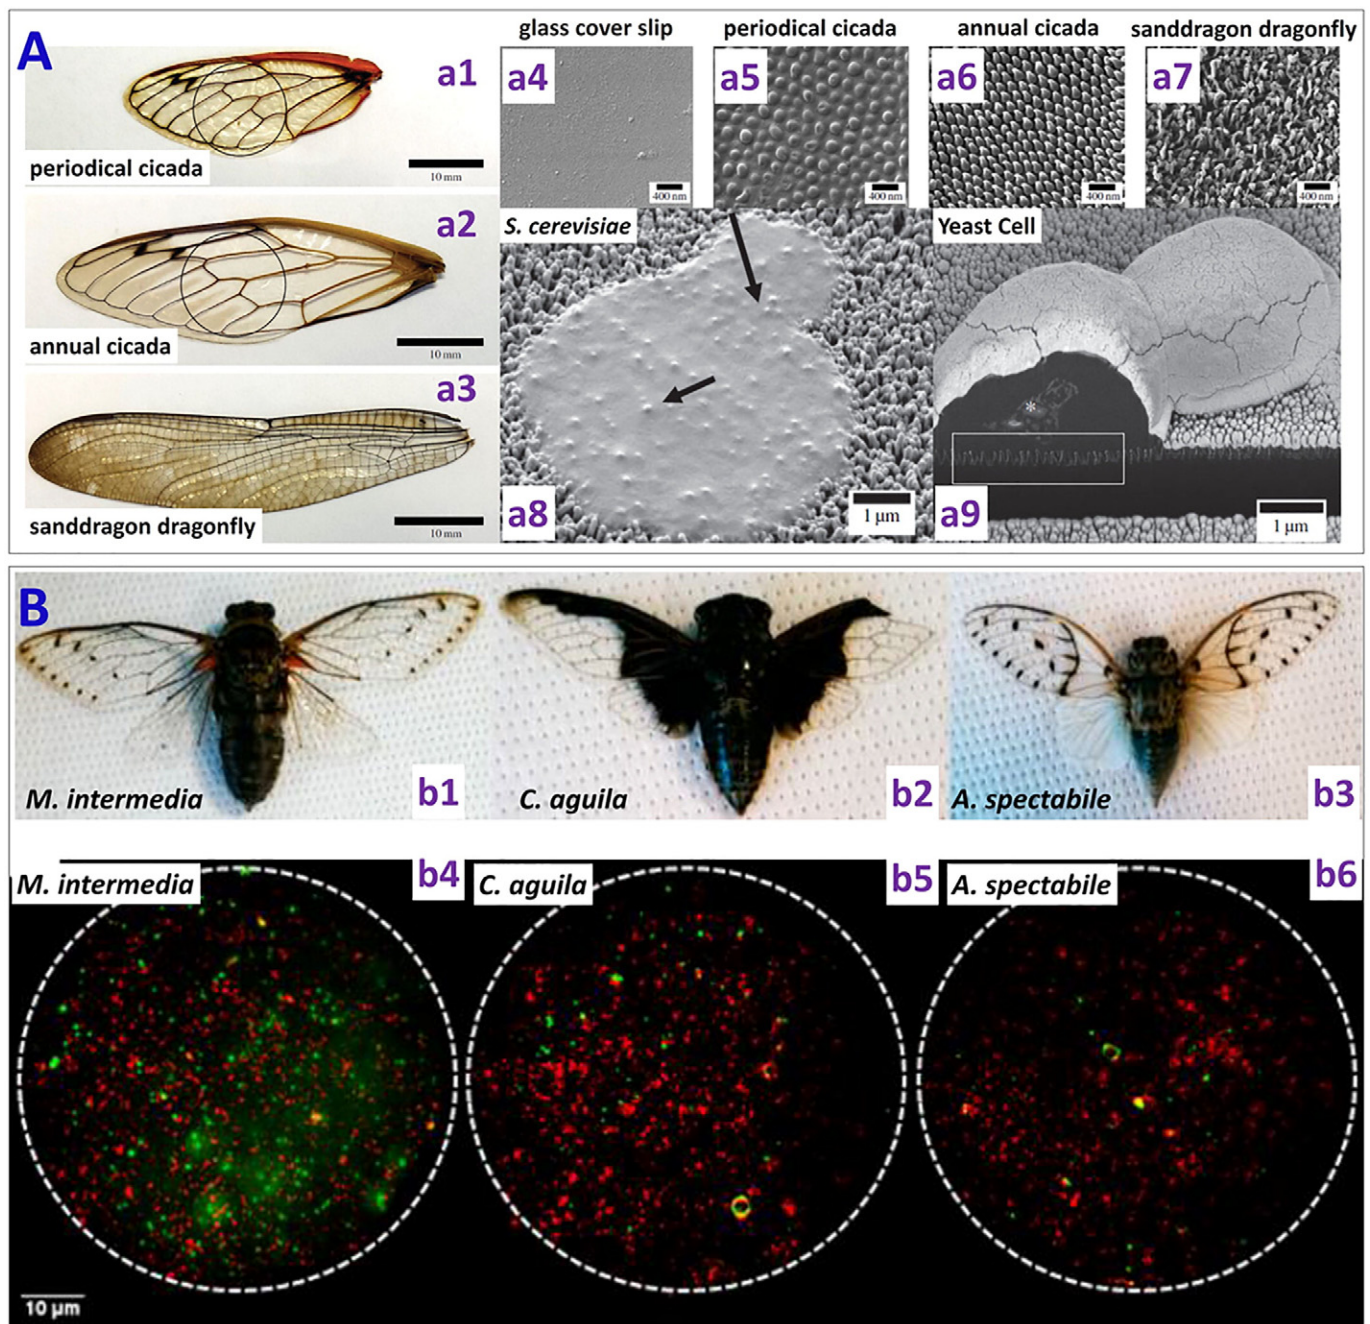 A
glass cover slip
periodical cicada
annual cicada
sanddragon dragonfly
a1
periodical cicada
10 mm
a2
annual cicada
10 mm
a3
sanddragon dragonfly
10 mm
a4
400 nm
a5
400 nm
a6
400 nm
a7
400 nm
S. cerevisiae
a8
1 μm
Yeast Cell
*
a9
1 μm
B
M. intermedia
b1
C. aguila
b2
A. spectabile
b3
M. intermedia
b4
C. aguila
b5
A. spectabile
b6
10 μm